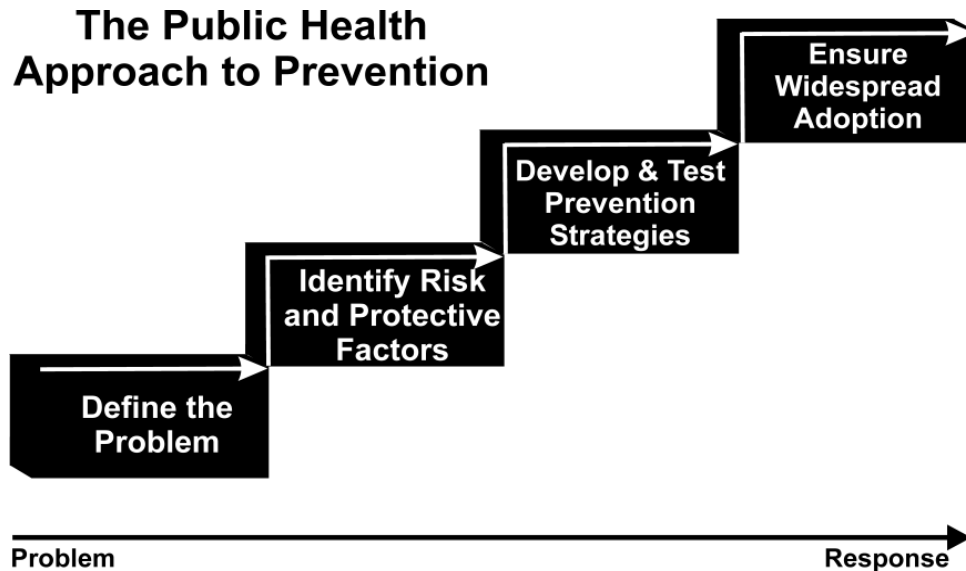 The Public Health
Approach to Prevention
Ensure
Widespread
Adoption
Develop & Test
Prevention
Strategies
Identify Risk
and Protective
Factors
Define the
Problem
Problem
Response